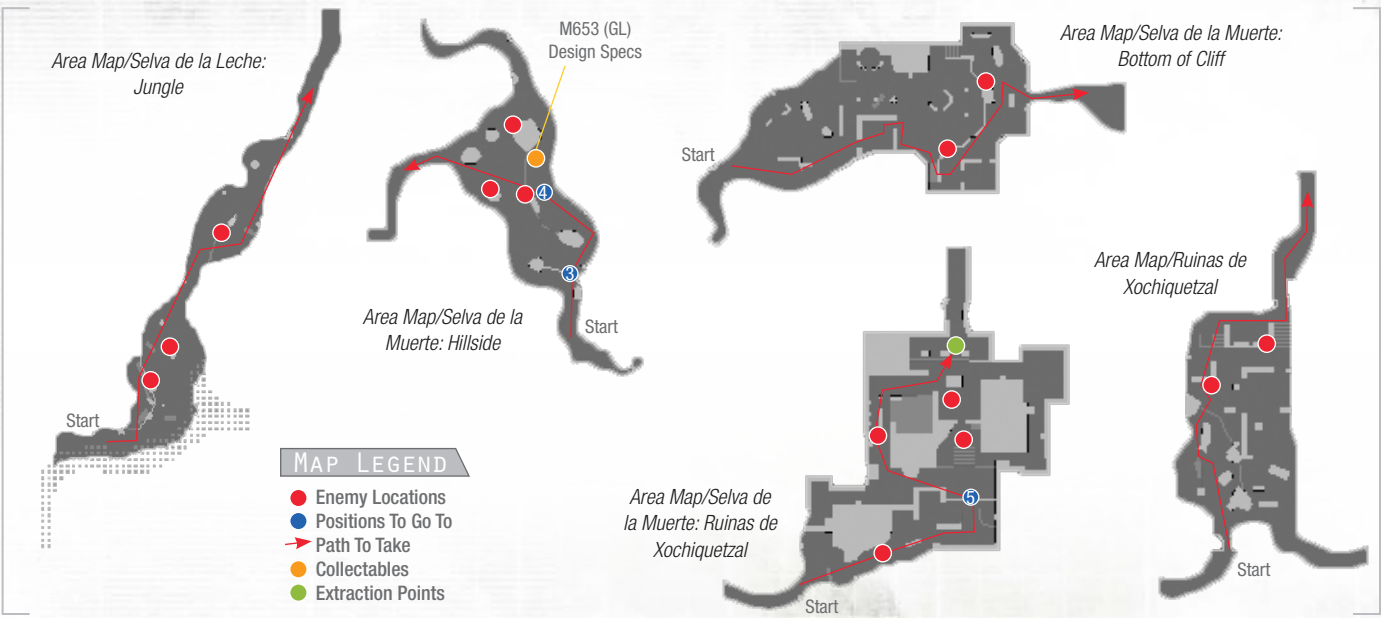 Area Map/Selva de la Leche:
Jungle
Start
M653 (GL)
Design Specs
4
3
Start
Area Map/Selva de la
Muerte: Hillside
Area Map/Selva de la Muerte:
Bottom of Cliff
Start
Area Map/Selva de
la Muerte: Ruinas de
Xochiquetzal
5
Start
Area Map/Ruinas de
Xochiquetzal
Start
MAP LEGEND
Enemy Locations
Positions To Go To
Path To Take
Collectables
Extraction Points